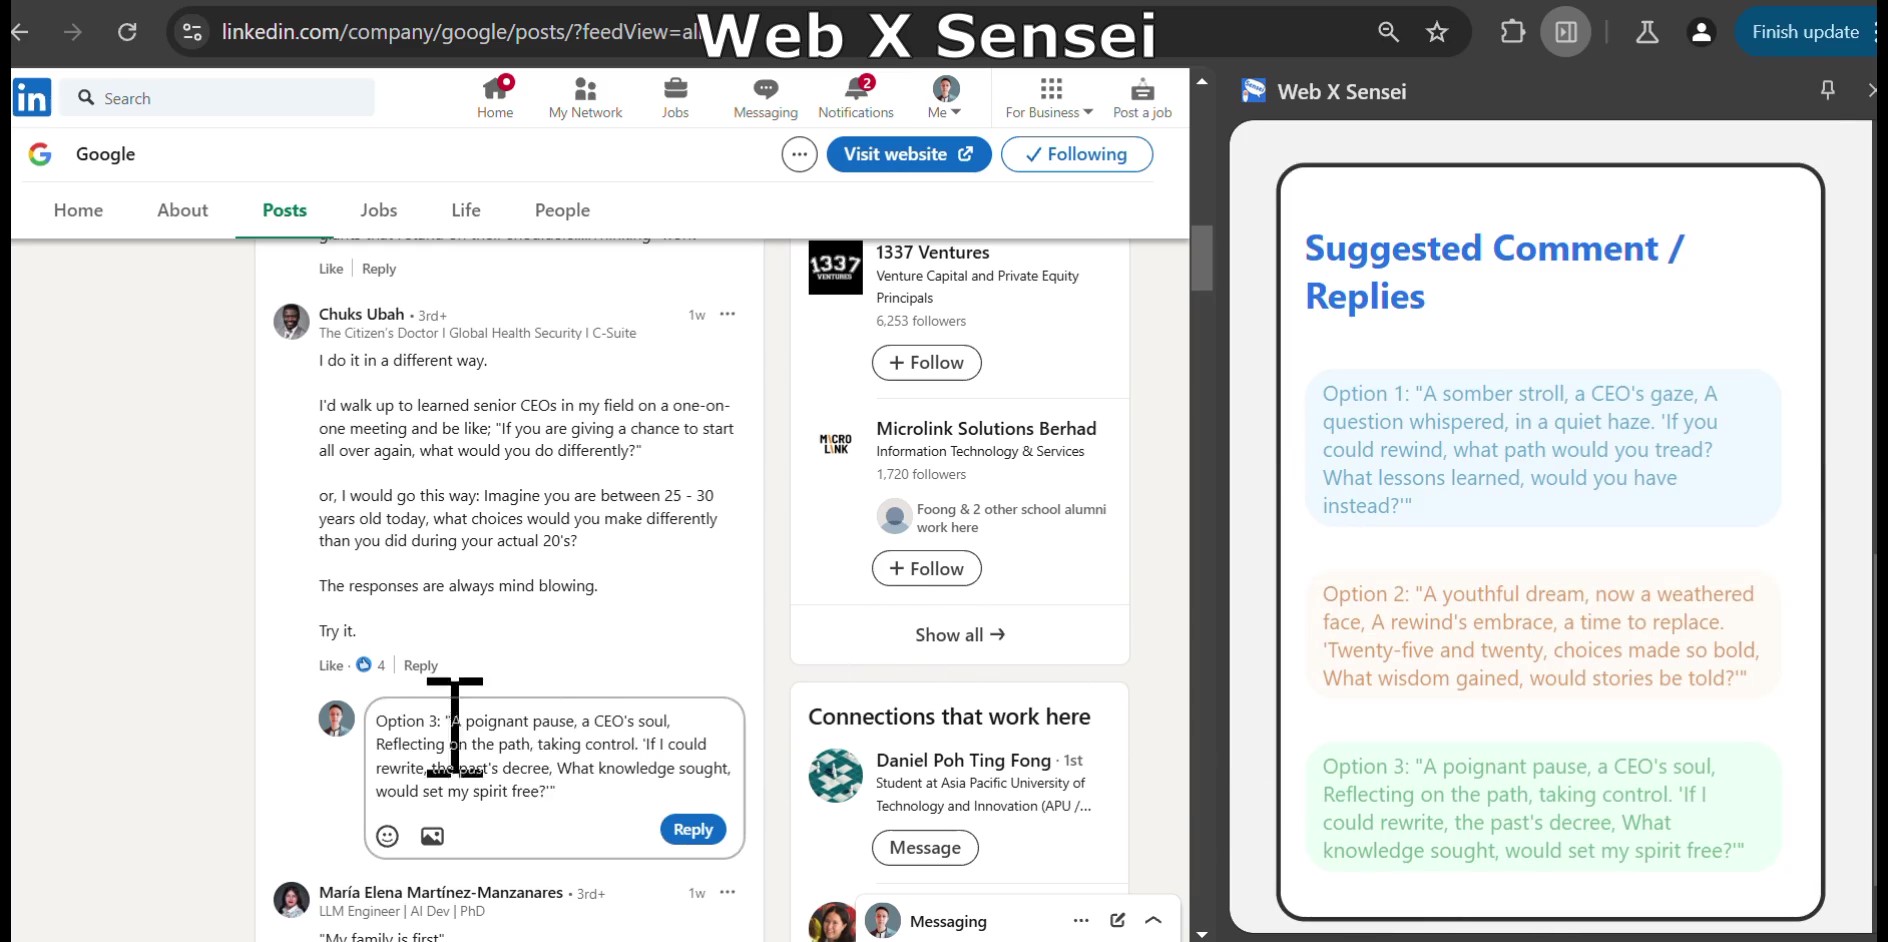 linkedin.com/company/google/posts/?feedView=al
Web X Sensei
Finish update
in
Search
Home
My Network
Jobs
Messaging
2
Notifications
Me
For Business
Post a job
Google
Visit website
Following
Home
About
Posts
Jobs
Life
People
Like
Reply
Chuks Ubah • 3rd+
1w
The Citizen's Doctor I Global Health Security I C-Suite
I do it in a different way.
I'd walk up to learned senior CEOs in my field on a one-on-
one meeting and be like; "If you are giving a chance to start
all over again, what would you do differently?"
or, I would go this way: Imagine you are between 25 - 30
years old today, what choices would you make differently
than you did during your actual 20's?
The responses are always mind blowing.
Try it.
Like · 4
Reply
Option 3: "A poignant pause, a CEO's soul,
Reflecting on the path, taking control. 'If I could
rewrite, the past's decree, What knowledge sought,
would set my spirit free?'"
Reply
María Elena Martínez-Manzanares • 3rd+
1w
LLM Engineer | AI Dev | PhD
"My family is first"
1337
VENTURES
1337 Ventures
Venture Capital and Private Equity
Principals
6,253 followers
+ Follow
MICRO
LINK
Microlink Solutions Berhad
Information Technology & Services
1,720 followers
Foong & 2 other school alumni
work here
+ Follow
Show all →
Connections that work here
Daniel Poh Ting Fong · 1st
Student at Asia Pacific University of
Technology and Innovation (APU /...
Message
Messaging
Web X Sensei
Suggested Comment /
Replies
Option 1: "A somber stroll, a CEO's gaze, A
question whispered, in a quiet haze. 'If you
could rewind, what path would you tread?
What lessons learned, would you have
instead?'"
Option 2: "A youthful dream, now a weathered
face, A rewind's embrace, a time to replace.
'Twenty-five and twenty, choices made so bold,
What wisdom gained, would stories be told?'"
Option 3: "A poignant pause, a CEO's soul,
Reflecting on the path, taking control. 'If I
could rewrite, the past's decree, What
knowledge sought, would set my spirit free?'"